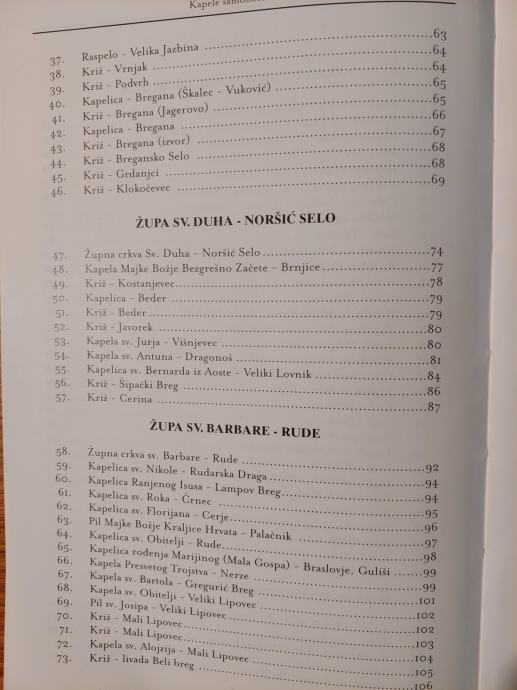 Kapele samobors
37. Raspelo - Velika Jazbina ...63
38. Križ - Vrnjak ...64
39. Križ - Podvrh ...64
40. Kapelica - Bregana (Škalec - Vuković) ...65
41. Križ - Bregana (Jagerovo) ...65
42. Kapelica - Bregana ...66
43. Križ - Bregana (izvor) ...67
44. Križ - Bregansko Selo ...68
45. Križ - Grdanjci ...68
46. Križ - Klokočevec ...69
ŽUPA SV. DUHA - NORŠIĆ SELO
47. Župna crkva Sv. Duha - Noršić Selo ...74
48. Kapela Majke Božje Bezgrešno Začete - Brnjice ...77
49. Križ - Kostanjevec ...78
50. Kapelica - Beder ...79
51. Križ - Beder ...79
52. Križ - Javorek ...80
53. Kapela sv. Jurja - Višnjevec ...80
54. Kapela sv. Antuna - Dragonoš ...81
55. Kapelica sv. Bernarda iz Aoste - Veliki Lovnik ...84
56. Križ - Šipački Breg ...86
57. Križ - Cerina ...87
ŽUPA SV. BARBARE - RUDE
58. Župna crkva sv. Barbare - Rude ...92
59. Kapelica sv. Nikole - Rudarska Draga ...94
60. Kapelica Ranjenog Isusa - Lampov Breg ...94
61. Kapelica sv. Roka - Črnec ...95
62. Kapelica sv. Florijana - Cerje ...96
63. Pil Majke Božje Kraljice Hrvata - Palačnik ...97
64. Kapelica sv. Obitelji - Rude ...98
65. Kapelica rođenja Marijinog (Mala Gospa) - Braslovje, Guliši ...99
66. Kapela Presvetog Trojstva - Nerze ...99
67. Kapela sv. Bartola - Gregurić Breg ...101
68. Kapelica sv. Obitelji - Veliki Lipovec ...102
69. Pil sv. Josipa - Veliki Lipovec ...102
70. Križ - Mali Lipovec ...103
71. Križ - Mali Lipovec ...104
72. Kapela sv. Alojzija - Mali Lipovec
73. Križ - livada Beli breg ...106